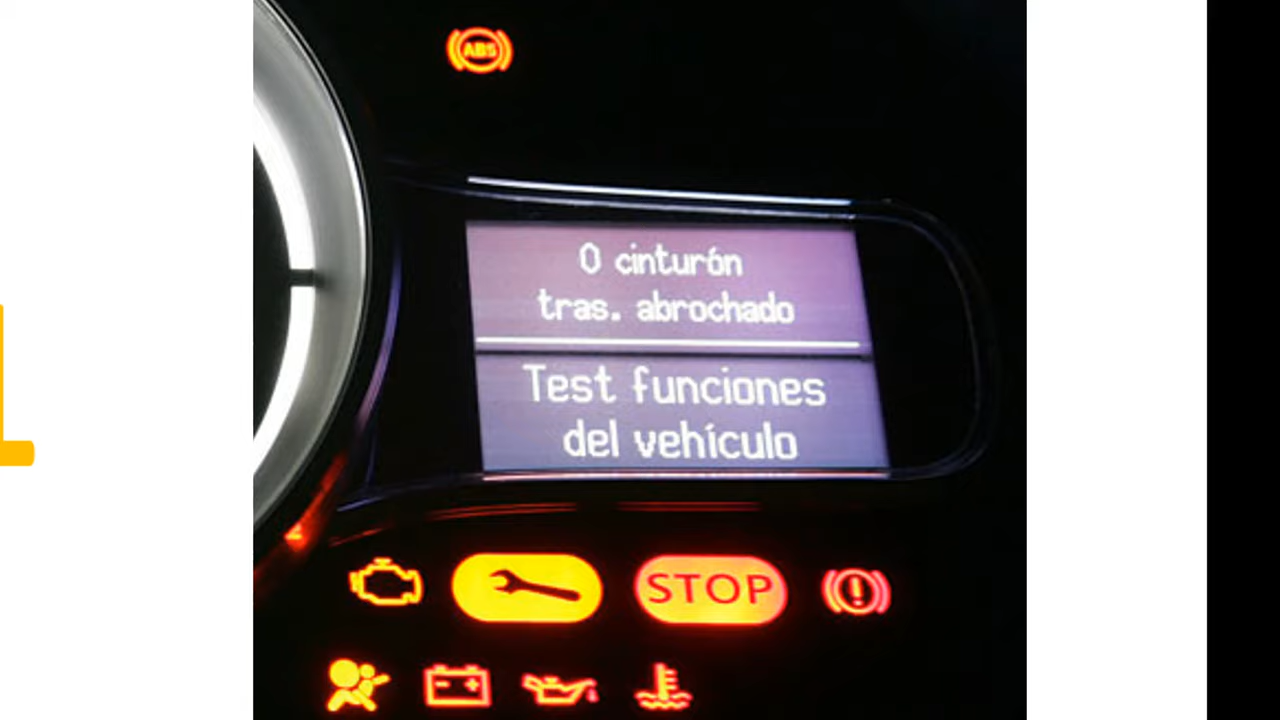 ABS
0 cinturón
tras. abrochado
Test funciones
del vehículo
STOP